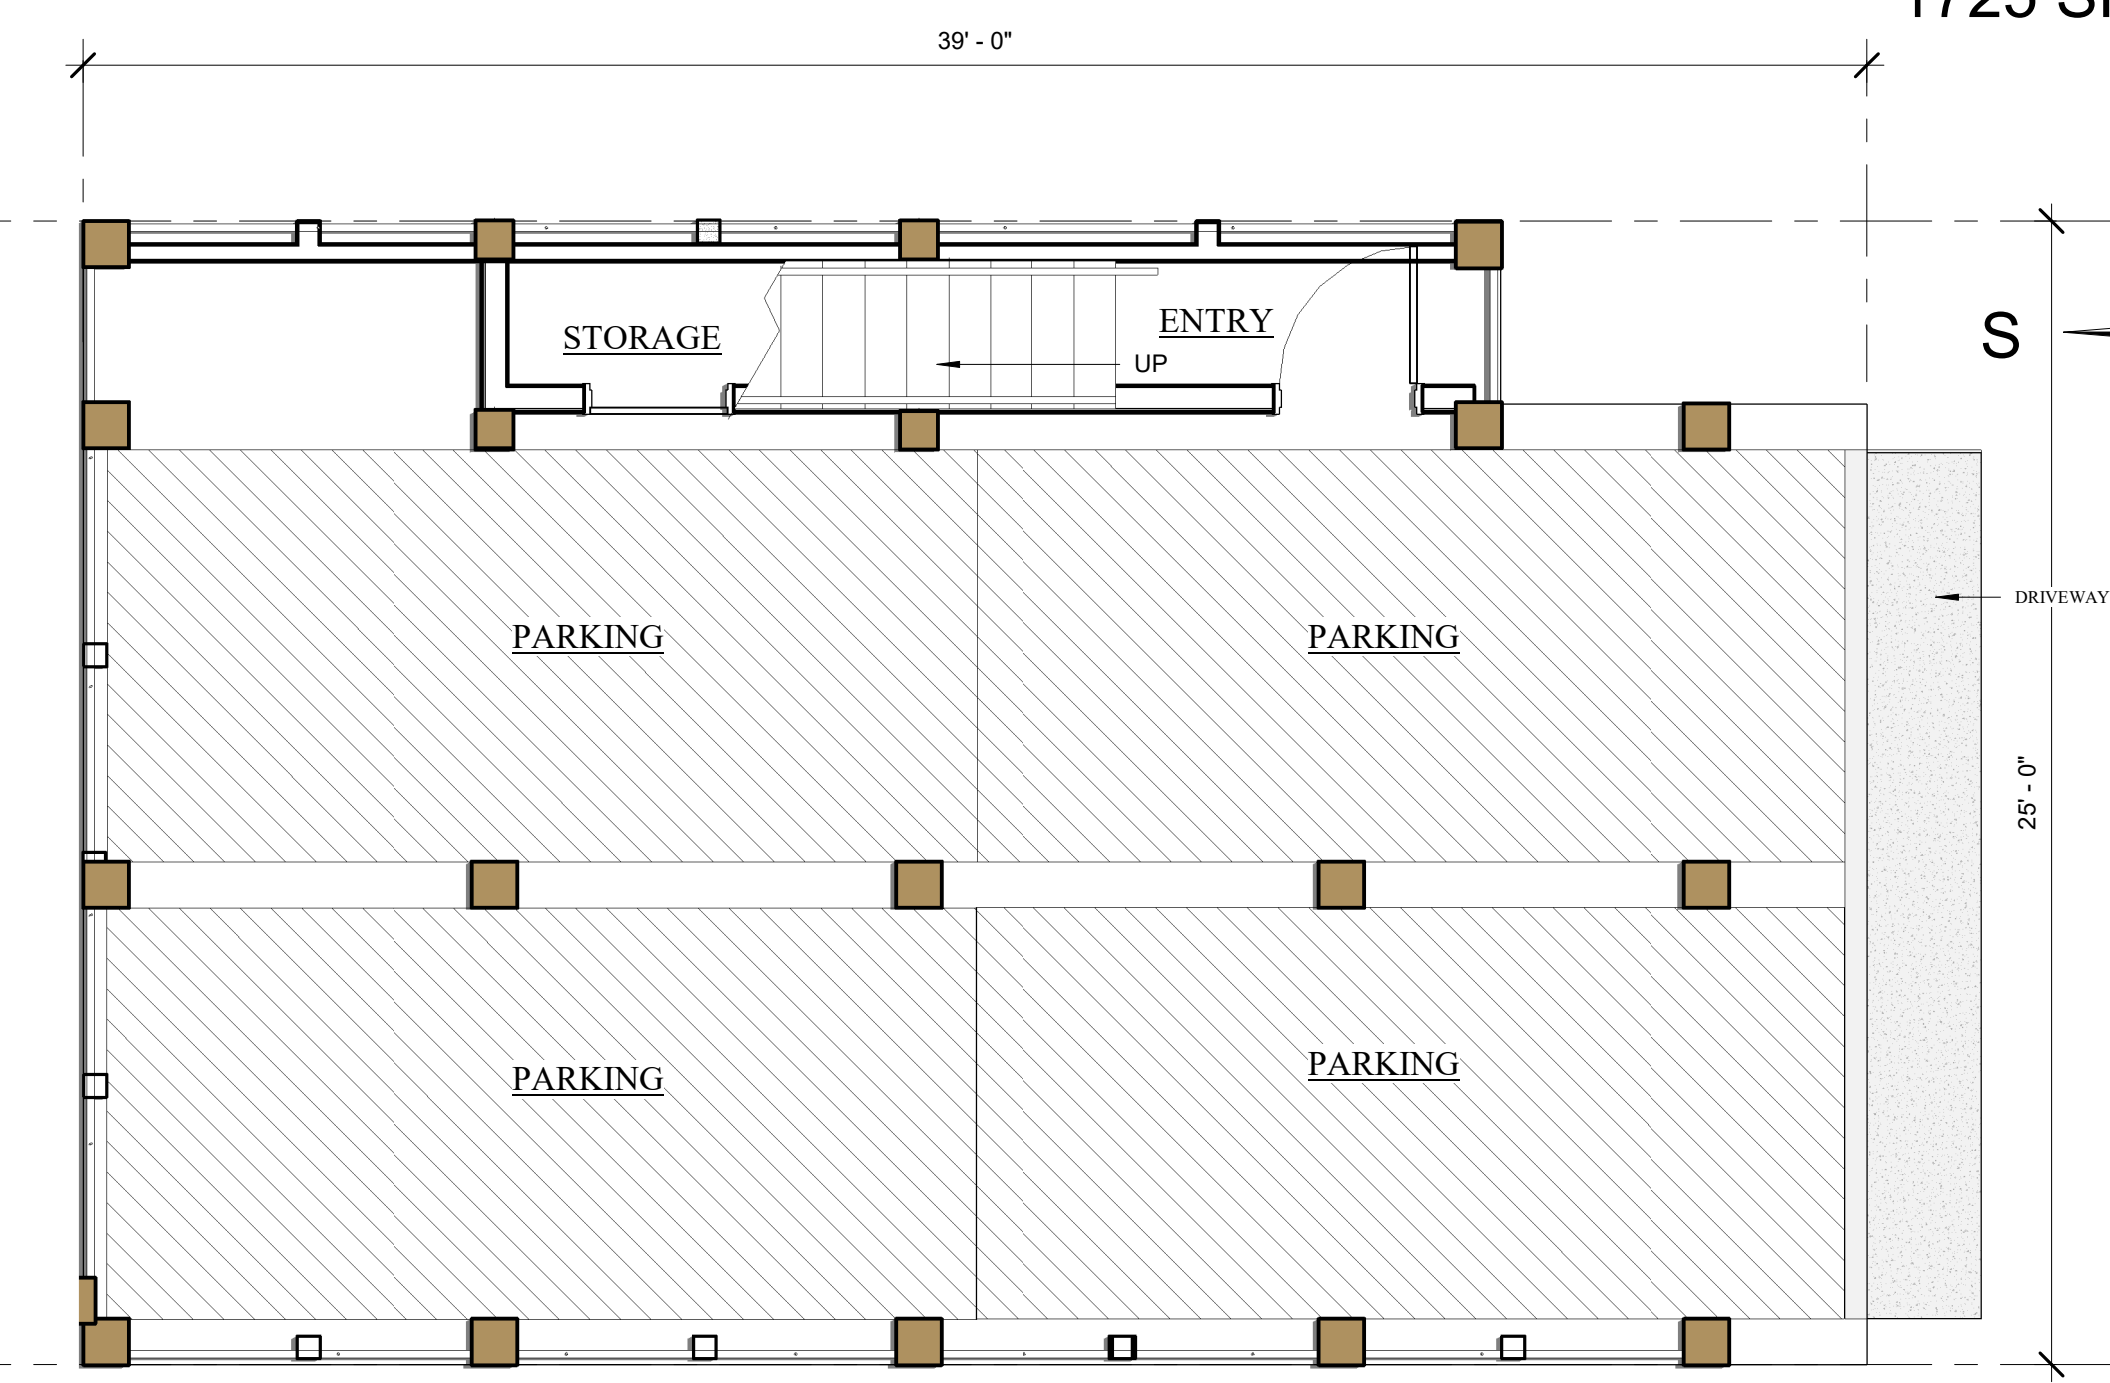 39' - 0"
S
STORAGE
ENTRY
UP
DRIVEWAY
PARKING
PARKING
25' - 0"
PARKING
PARKING